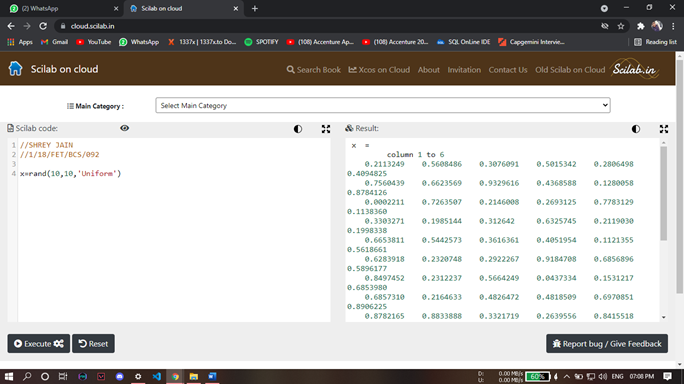 (2) WhatsApp
Scilab on cloud
cloud.scilab.in
Apps
Gmail
YouTube
WhatsApp
1337x | 1337x.to Do...
SPOTIFY
(108) Accenture Ap...
(108) Accenture 20...
SQL OnLine IDE
Capgemini Intervie...
Reading list
Scilab on cloud
Search Book
Xcos on Cloud
About
Invitation
Contact Us
Old Scilab on Cloud
Scilab.in
Main Category :
Select Main Category
Scilab code:
1 //SHREY JAIN
2 //1/18/FET/BCS/092
3
4 x=rand(10,10,'Uniform')
Result:
x =
column 1 to 6
0.2113249 0.5608486 0.3076091 0.5015342 0.2806498
0.4094825
0.7560439 0.6623569 0.9329616 0.4368588 0.1280058
0.8784126
0.0002211 0.7263507 0.2146008 0.2693125 0.7783129
0.1138360
0.3303271 0.1985144 0.312642 0.6325745 0.2119030
0.1998338
0.6653811 0.5442573 0.3616361 0.4051954 0.1121355
0.5618661
0.6283918 0.2320748 0.2922267 0.9184708 0.6856896
0.5896177
0.8497452 0.2312237 0.5664249 0.0437334 0.1531217
0.6853980
0.6857310 0.2164633 0.4826472 0.4818509 0.6970851
0.8906225
0.8782165 0.8833888 0.3321719 0.2639556 0.8415518
Execute
Reset
Report bug / Give Feedback
D: 0.00 MB/s
U: 0.00 MB/s
60%
ENG
07:08 PM